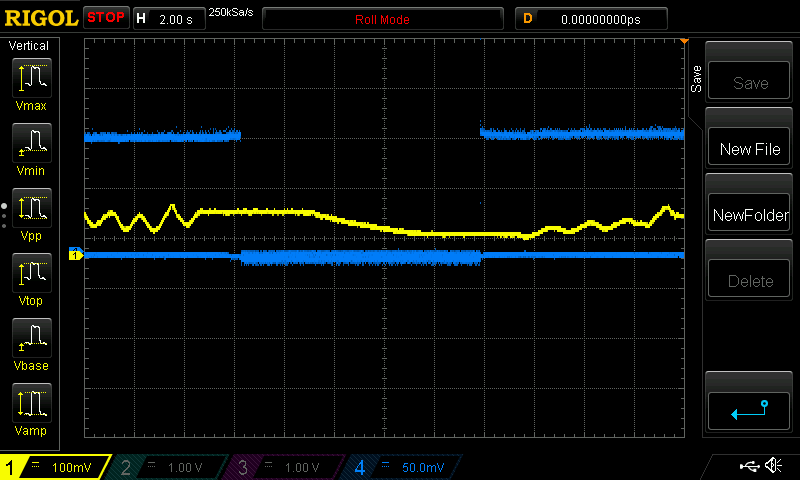 RIGOL STOP H 2.00 s 250kSa/s Roll Mode D 0.00000000ps
Vertical
Vmax
Vmin
Vpp
Vtop
Vbase
Vamp
1
Save
Save
New File
NewFolder
Delete
1 = 100mV 2 = 1.00 V 3 = 1.00 V 4 = 50.0mV